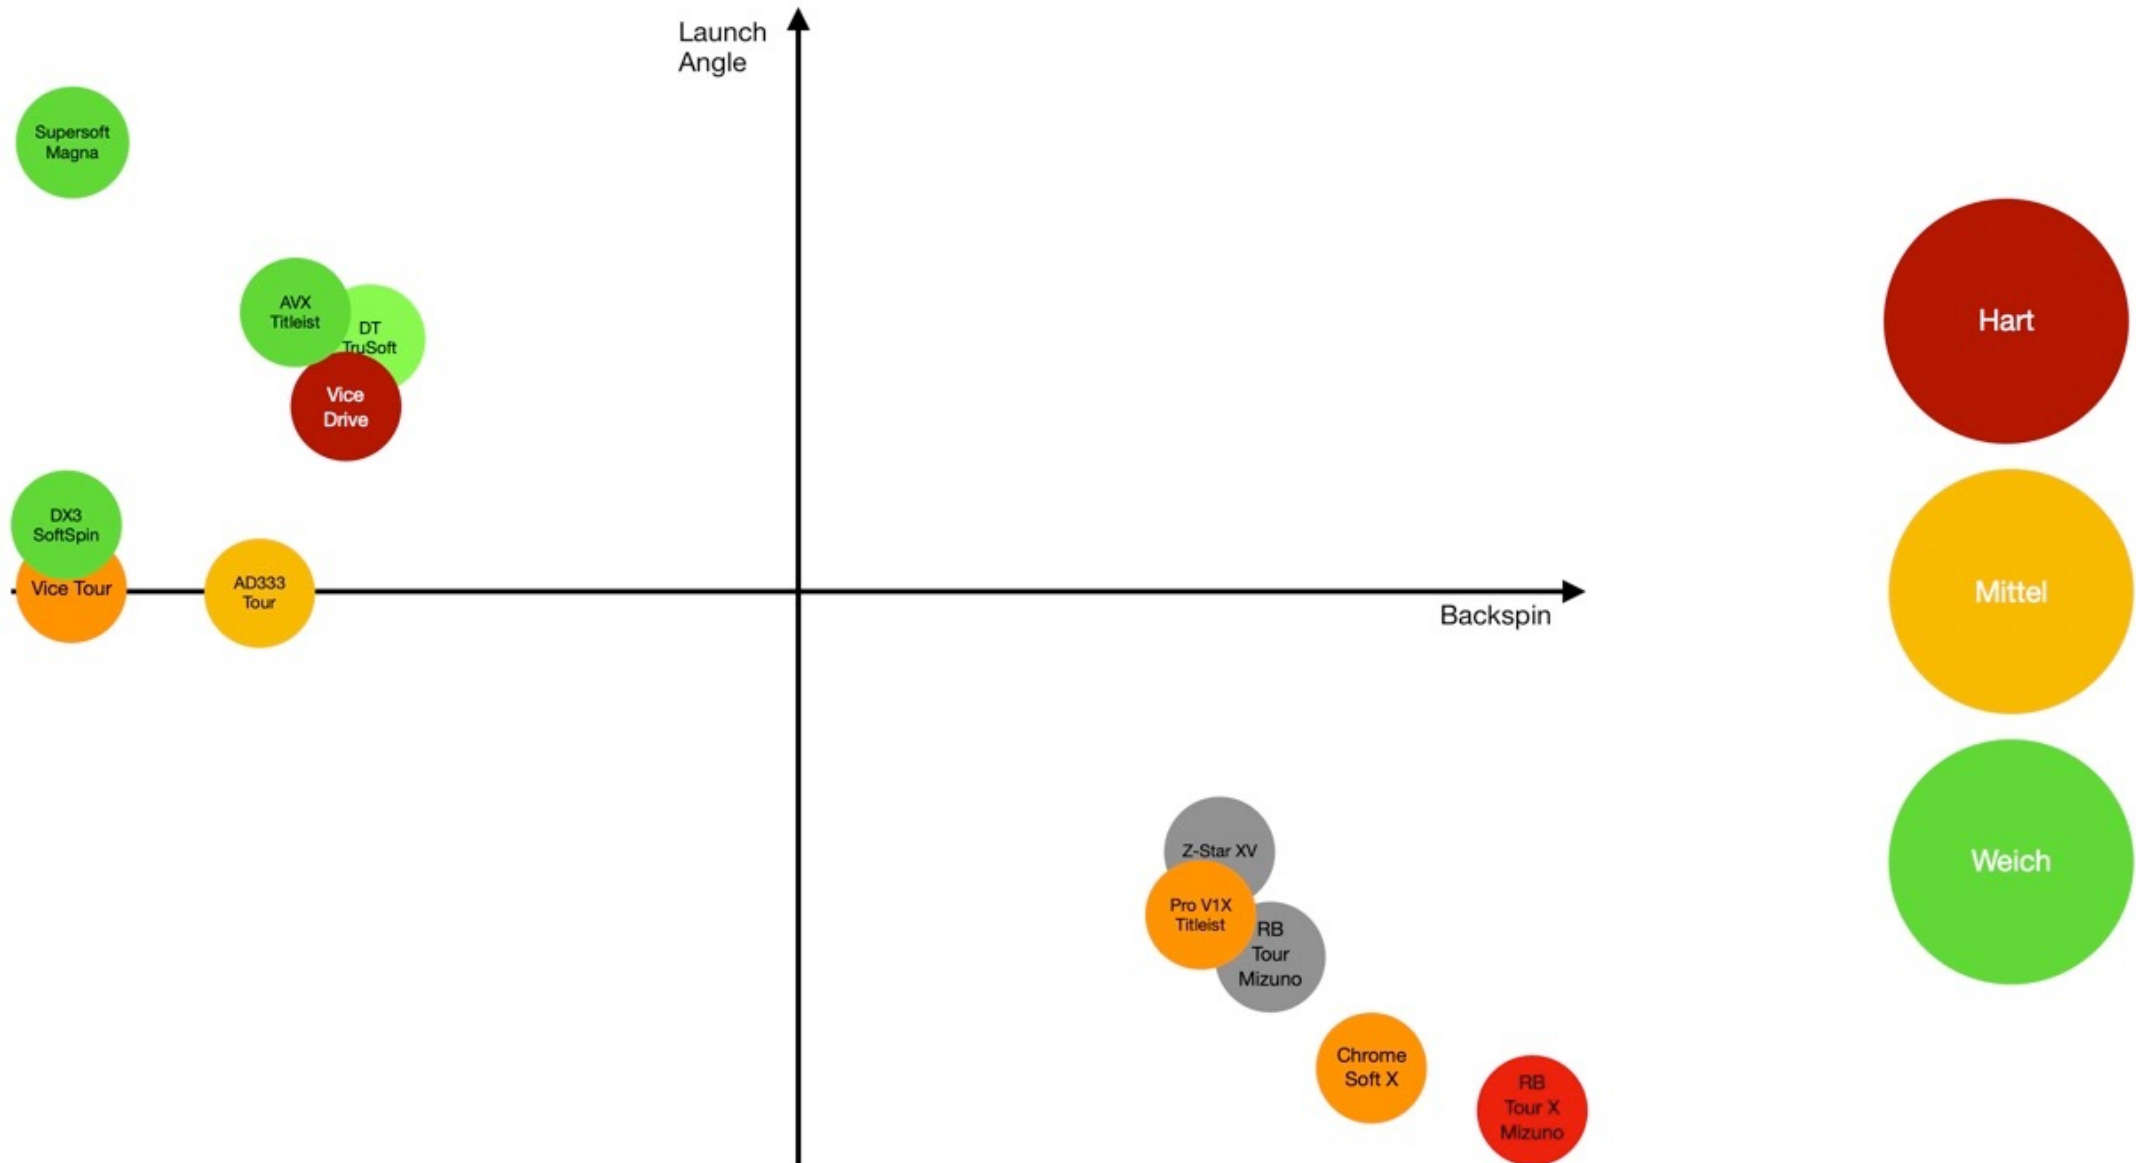 Launch
Angle
Supersoft
Magna
AVX
Titleist
DT
TruSoft
Vice
Drive
DX3
SoftSpin
Vice Tour
AD333
Tour
Backspin
Z-Star XV
Pro V1X
Titleist
RB
Tour
Mizuno
Chrome
Soft X
RB
Tour X
Mizuno
Hart
Mittel
Weich